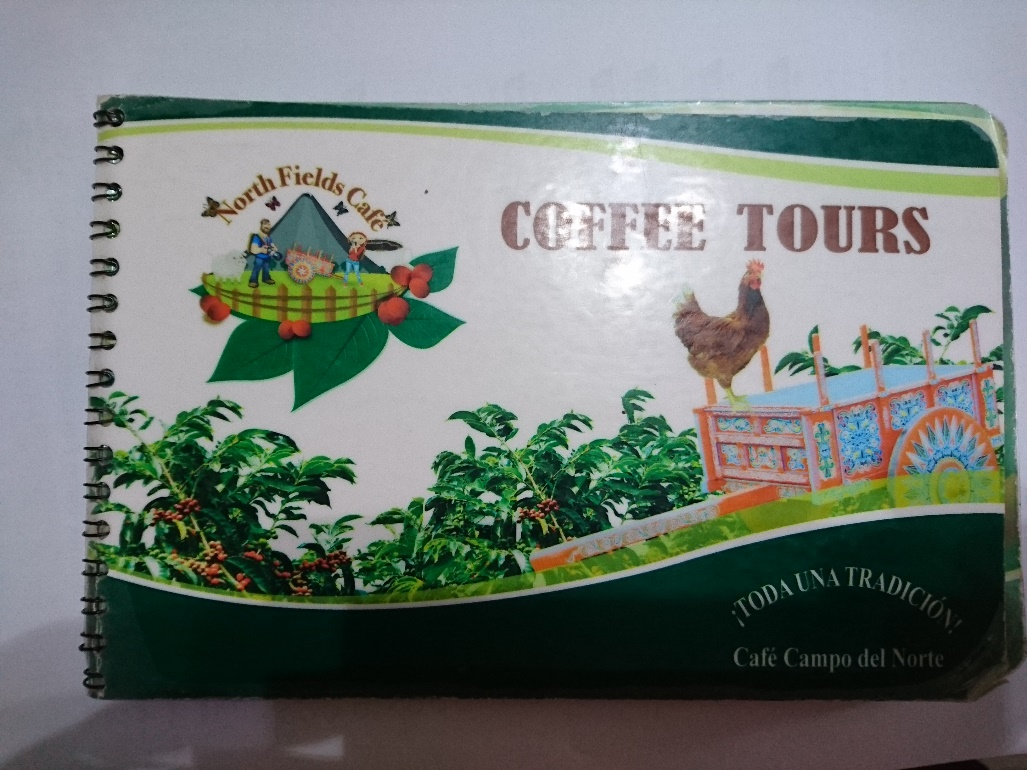 North Fields Café
COFFEE TOURS
¡TODA UNA TRADICIÓN!
Café Campo del Norte